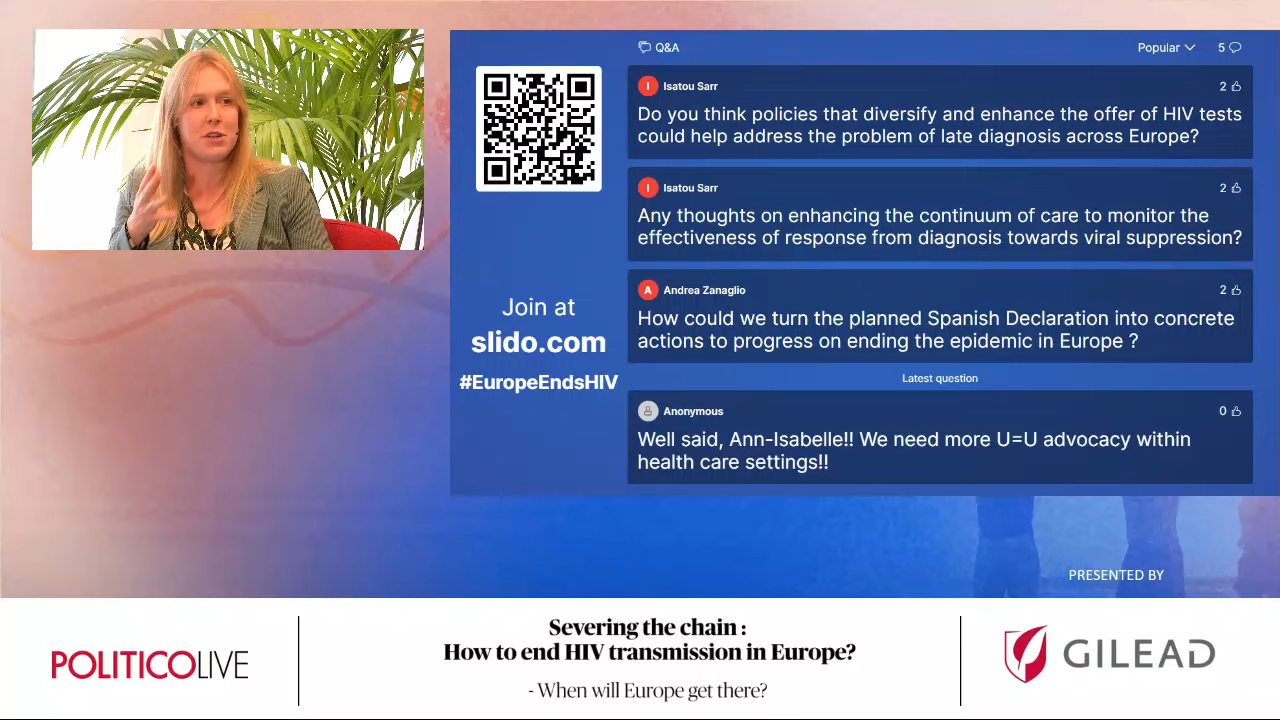 Q&A
Popular
5
I
Isatou Sarr
2
Do you think policies that diversify and enhance the offer of HIV tests
could help address the problem of late diagnosis across Europe?
I
Isatou Sarr
2
Any thoughts on enhancing the continuum of care to monitor the
effectiveness of response from diagnosis towards viral suppression?
A
Andrea Zanaglio
2
How could we turn the planned Spanish Declaration into concrete
actions to progress on ending the epidemic in Europe ?
Latest question
Anonymous
0
Well said, Ann-Isabelle!! We need more U=U advocacy within
health care settings!!
Join at
slido.com
#EuropeEndsHIV
PRESENTED BY
POLITICOLIVE
Severing the chain :
How to end HIV transmission in Europe?
- When will Europe get there?
GILEAD